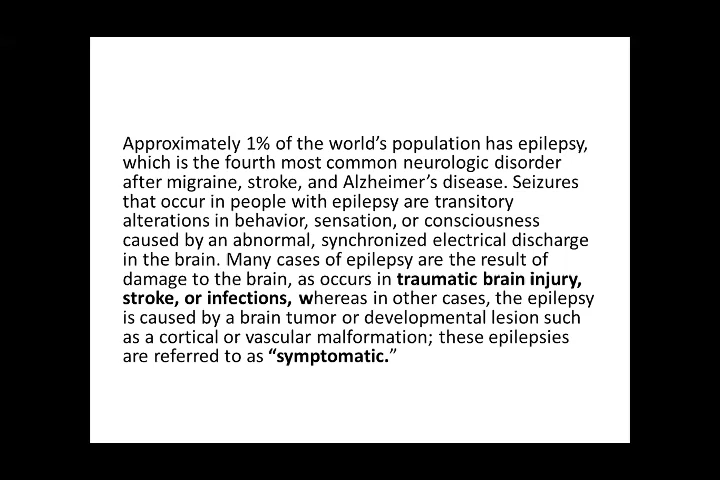 Approximately 1% of the world's population has epilepsy,
which is the fourth most common neurologic disorder
after migraine, stroke, and Alzheimer's disease. Seizures
that occur in people with epilepsy are transitory
alterations in behavior, sensation, or consciousness
caused by an abnormal, synchronized electrical discharge
in the brain. Many cases of epilepsy are the result of
damage to the brain, as occurs in traumatic brain injury,
stroke, or infections, whereas in other cases, the epilepsy
is caused by a brain tumor or developmental lesion such
as a cortical or vascular malformation; these epilepsies
are referred to as “symptomatic.”